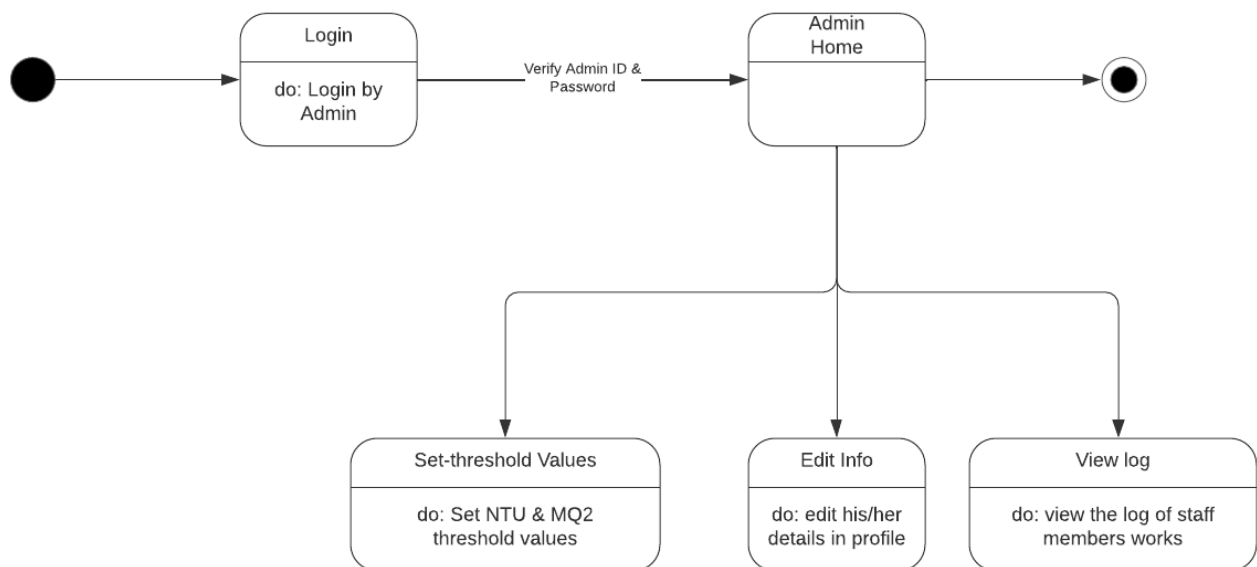 Login
do: Login by
Admin
Verify Admin ID &
Password
Admin
Home
Set-threshold Values
do: Set NTU & MQ2
threshold values
Edit Info
do: edit his/her
details in profile
View log
do: view the log of staff
members works